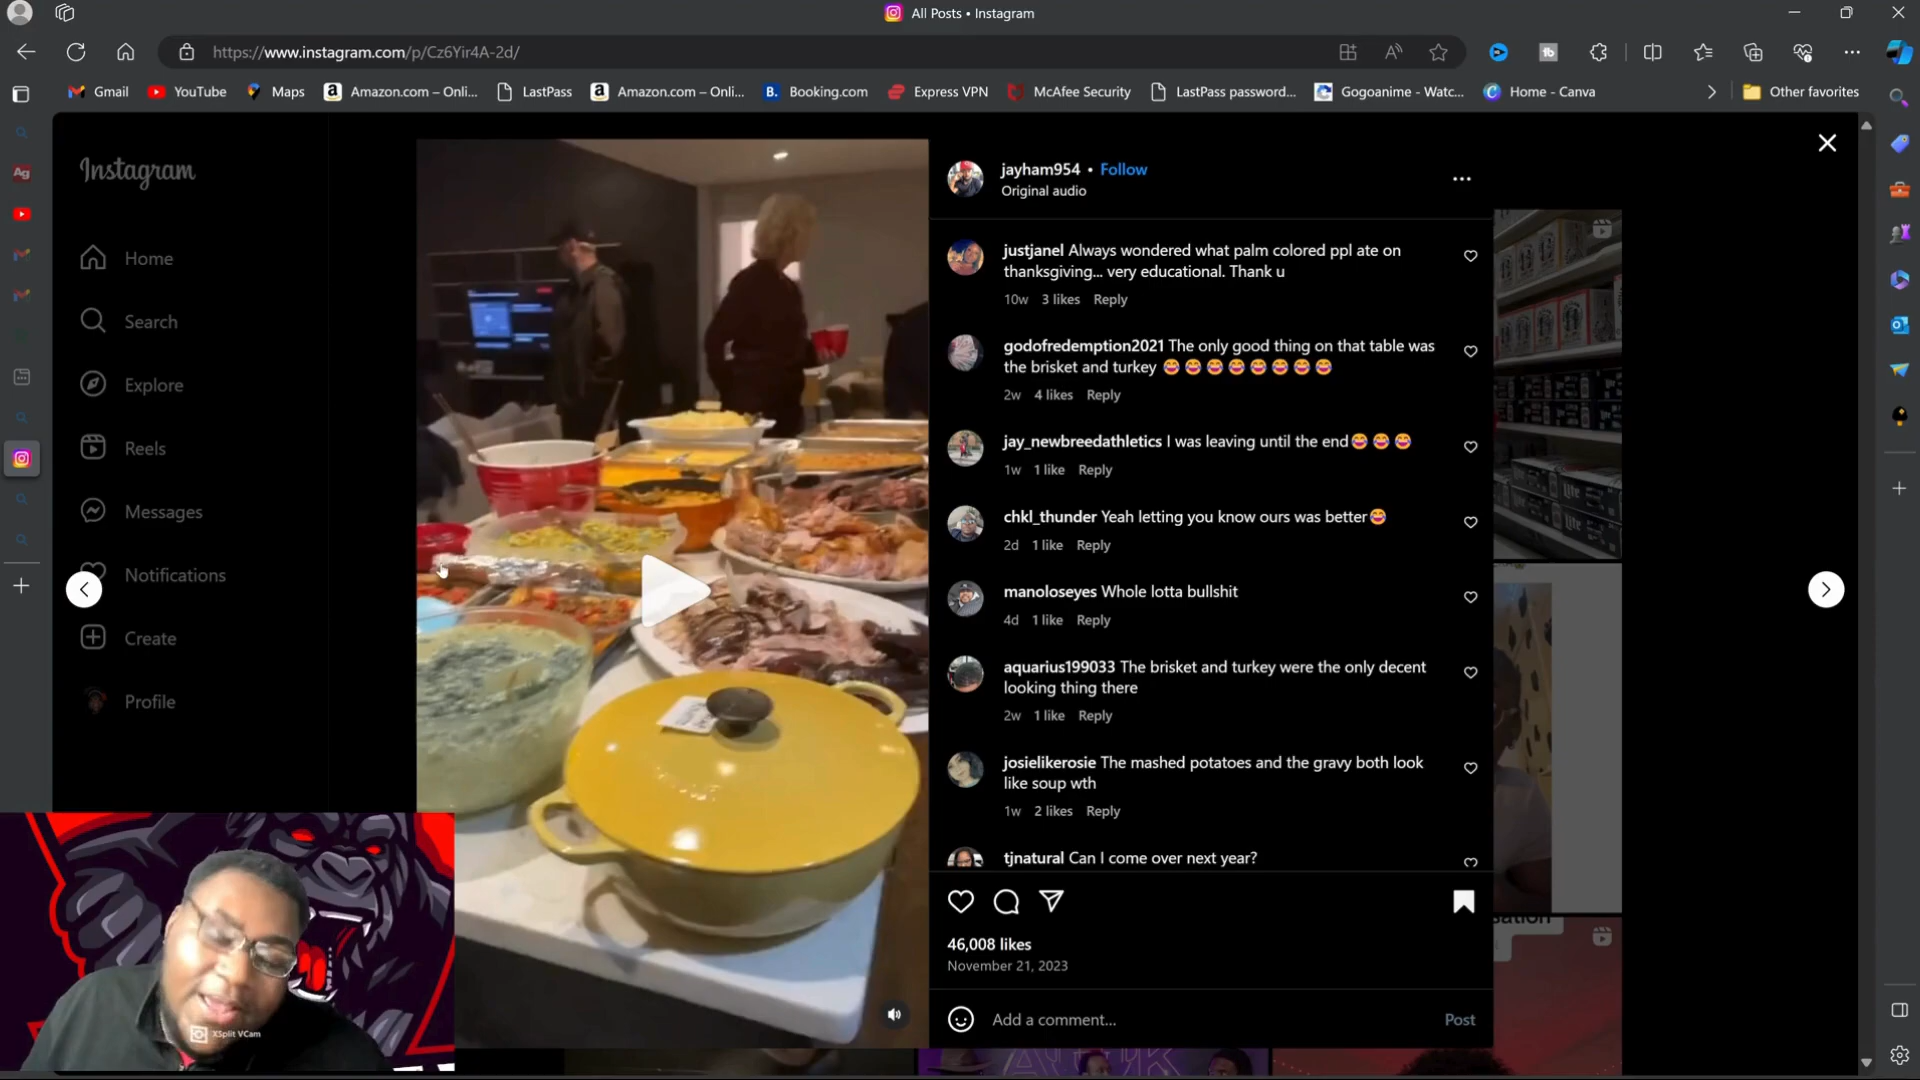 All Posts • Instagram
https://www.instagram.com/p/Cz6Yir4A-2d/
Gmail
YouTube
Maps
Amazon.com – Onli...
LastPass
Amazon.com – Onli...
Booking.com
Express VPN
McAfee Security
LastPass password...
Gogoanime - Watc...
Home - Canva
Other favorites
Instagram
Home
Search
Explore
Reels
Messages
Notifications
Create
Profile
jayham954 • Follow
Original audio
justjanel Always wondered what palm colored ppl ate on
thanksgiving... very educational. Thank u
10w 3 likes Reply
godofredemption2021 The only good thing on that table was
the brisket and turkey 😂😂😂😂😂😂😂😂
2w 4 likes Reply
jay_newbreedathletics I was leaving until the end😂😂😂
1w 1 like Reply
chkl_thunder Yeah letting you know ours was better😂
2d 1 like Reply
manoloseyes Whole lotta bullshit
4d 1 like Reply
aquarius199033 The brisket and turkey were the only decent
looking thing there
2w 1 like Reply
josielikerosie The mashed potatoes and the gravy both look
like soup wth
1w 2 likes Reply
tjnatural Can I come over next year?
46,008 likes
November 21, 2023
Add a comment...
Post
XSplit VCam